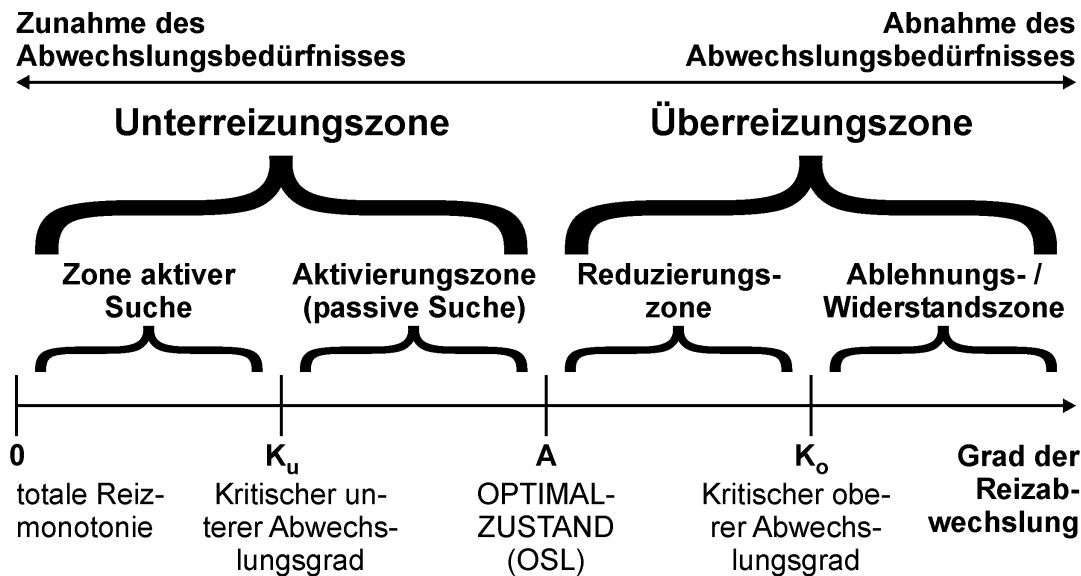 Zunahme des
Abwechslungsbedürfnisses
Abnahme des
Abwechslungsbedürfnisses
Unterreizungszone
Überreizungszone
Zone aktiver
Suche
Aktivierungszone
(passive Suche)
Reduzierungs-
zone
Ablehnungs- /
Widerstandszone
0
totale Reiz-
monotonie
Ku
Kritischer un-
terer Abwechs-
lungsgrad
A
OPTIMAL-
ZUSTAND
(OSL)
Ko
Kritischer obe-
rer Abwechs-
lungsgrad
Grad der
Reizab-
wechslung